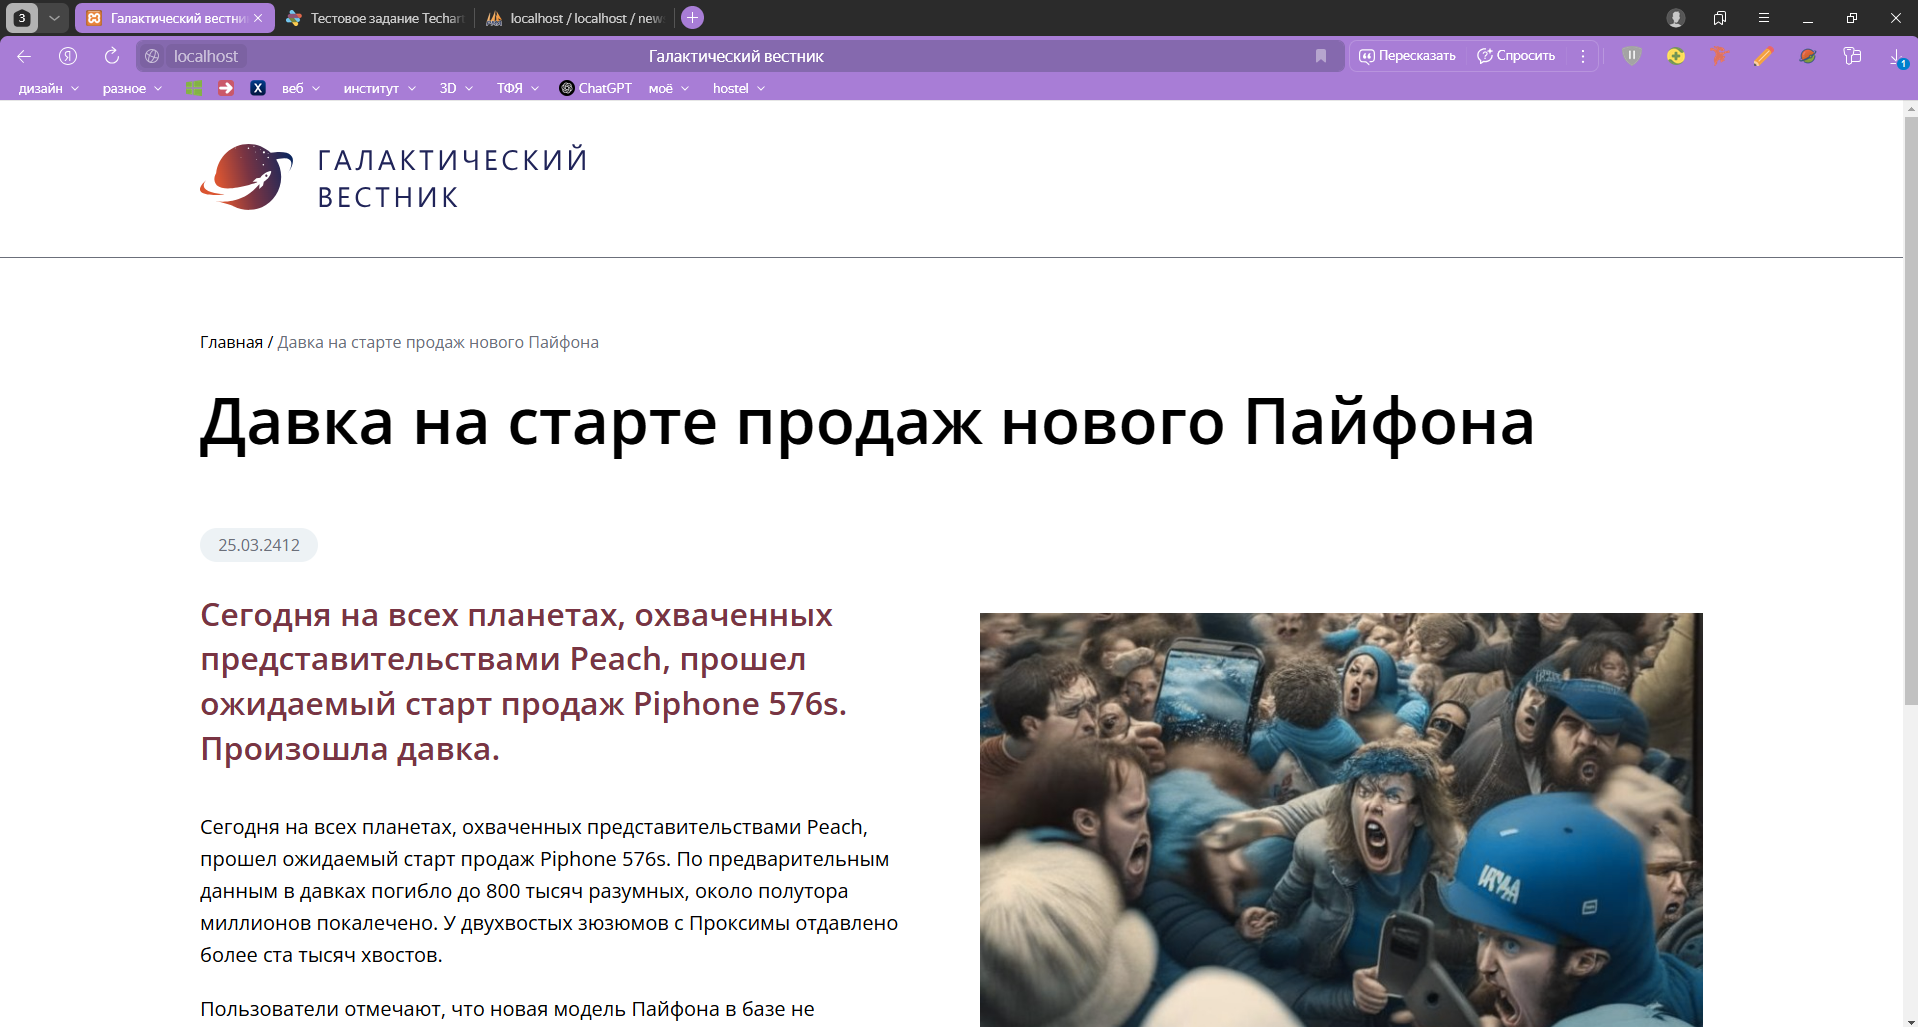 3
Галактический вестни
Тестовое задание Techar
localhost / localhost / new
localhost
Галактический вестник
Пересказать
Спросить
1
дизайн
разное
X
веб
институт
3D
ТФЯ
ChatGPT
моё
hostel
ГАЛАКТИЧЕСКИЙ
ВЕСТНИК
Главная / Давка на старте продаж нового Пайфона
Давка на старте продаж нового Пайфона
25.03.2412
Сегодня на всех планетах, охваченных
представительствами Peach, прошел
ожидаемый старт продаж Piphone 576s.
Произошла давка.
Сегодня на всех планетах, охваченных представительствами Peach,
прошел ожидаемый старт продаж Piphone 576s. По предварительным
данным в давках погибло до 800 тысяч разумных, около полутора
миллионов покалечено. У двухвостых зюзюмов с Проксимы отдавлено
более ста тысяч хвостов.
Пользователи отмечают, что новая модель Пайфона в базе не